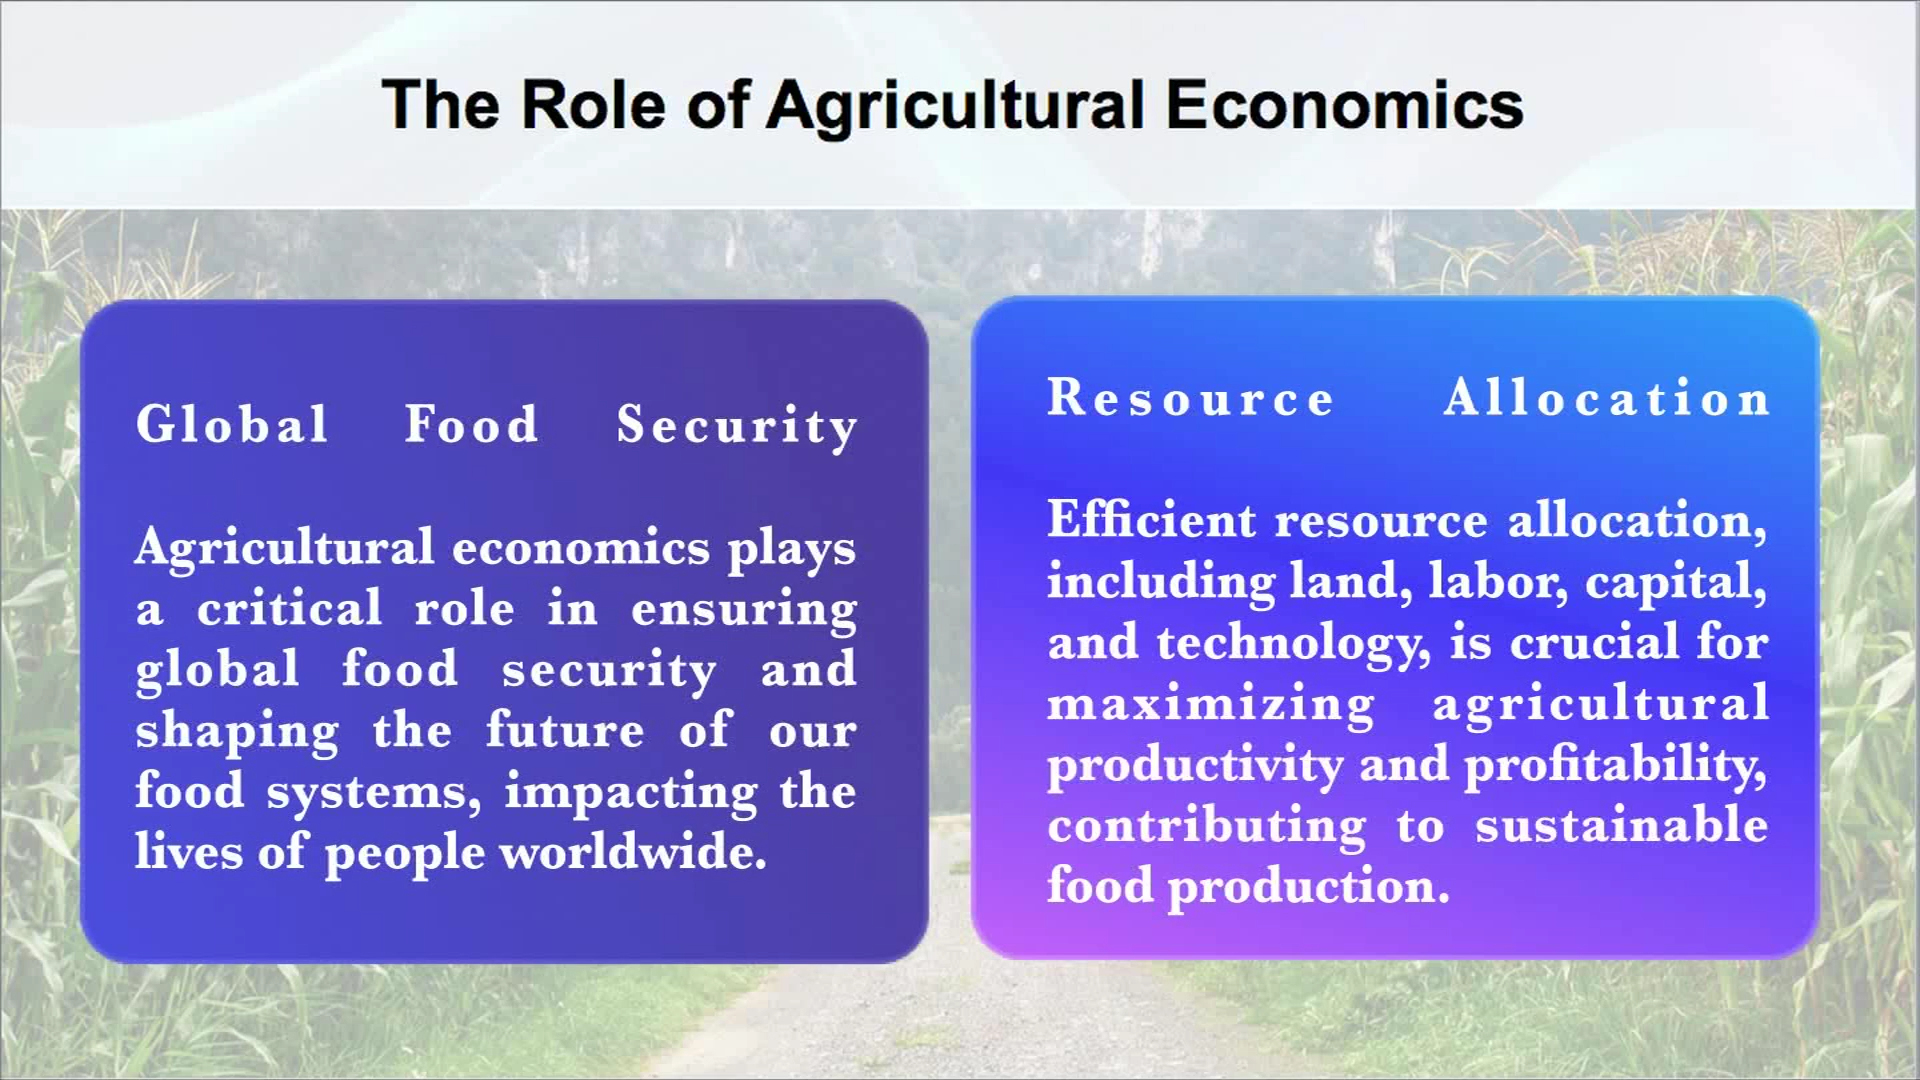 The Role of Agricultural Economics
Global Food Security
Agricultural economics plays
a critical role in ensuring
global food security and
shaping the future of our
food systems, impacting the
lives of people worldwide.
Resource Allocation
Efficient resource allocation,
including land, labor, capital,
and technology, is crucial for
maximizing agricultural
productivity and profitability,
contributing to sustainable
food production.